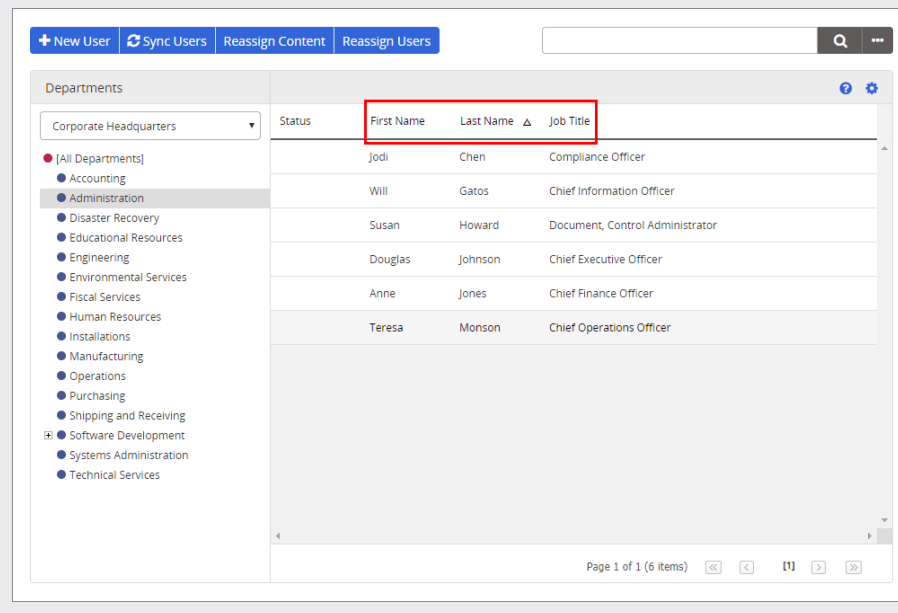 New User Sync Users Reassign Content Reassign Users
Departments
Corporate Headquarters
Status First Name Last Name Job Title
[All Departments]
Accounting
Administration
Disaster Recovery
Educational Resources
Engineering
Environmental Services
Fiscal Services
Human Resources
Installations
Manufacturing
Operations
Purchasing
Shipping and Receiving
Software Development
Systems Administration
Technical Services
Jodi Chen Compliance Officer
Will Gatos Chief Information Officer
Susan Howard Document, Control Administrator
Douglas Johnson Chief Executive Officer
Anne Jones Chief Finance Officer
Teresa Monson Chief Operations Officer
Page 1 of 1 (6 items) [1]